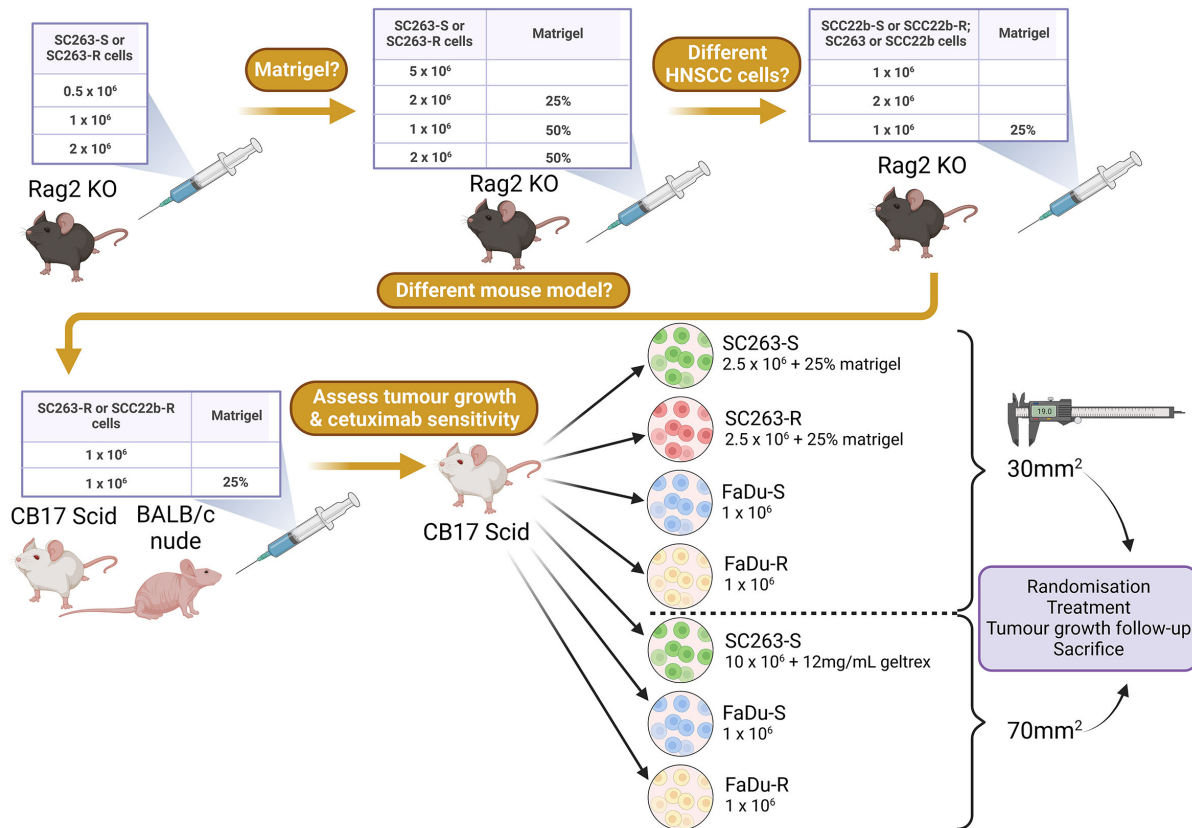 SC263-S or
SC263-R cells
0.5 x 10⁶
1 x 10⁶
2 x 10⁶
Rag2 KO
Matrigel?
SC263-S or
SC263-R cells
Matrigel
5 x 10⁶
2 x 10⁶ 25%
1 x 10⁶ 50%
2 x 10⁶ 50%
Rag2 KO
Different
HNSCC cells?
SCC22b-S or SCC22b-R;
SC263 or SCC22b cells
Matrigel
1 x 10⁶
2 x 10⁶
1 x 10⁶ 25%
Rag2 KO
Different mouse model?
SC263-R or SCC22b-R
cells
Matrigel
1 x 10⁶
1 x 10⁶ 25%
CB17 Scid
BALB/c
nude
Assess tumour growth
& cetuximab sensitivity
CB17 Scid
SC263-S
2.5 x 10⁶ + 25% matrigel
SC263-R
2.5 x 10⁶ + 25% matrigel
FaDu-S
1 x 10⁶
FaDu-R
1 x 10⁶
SC263-S
10 x 10⁶ + 12mg/mL geltrex
FaDu-S
1 x 10⁶
FaDu-R
1 x 10⁶
19.0
30mm²
Randomisation
Treatment
Tumour growth follow-up
Sacrifice
70mm²